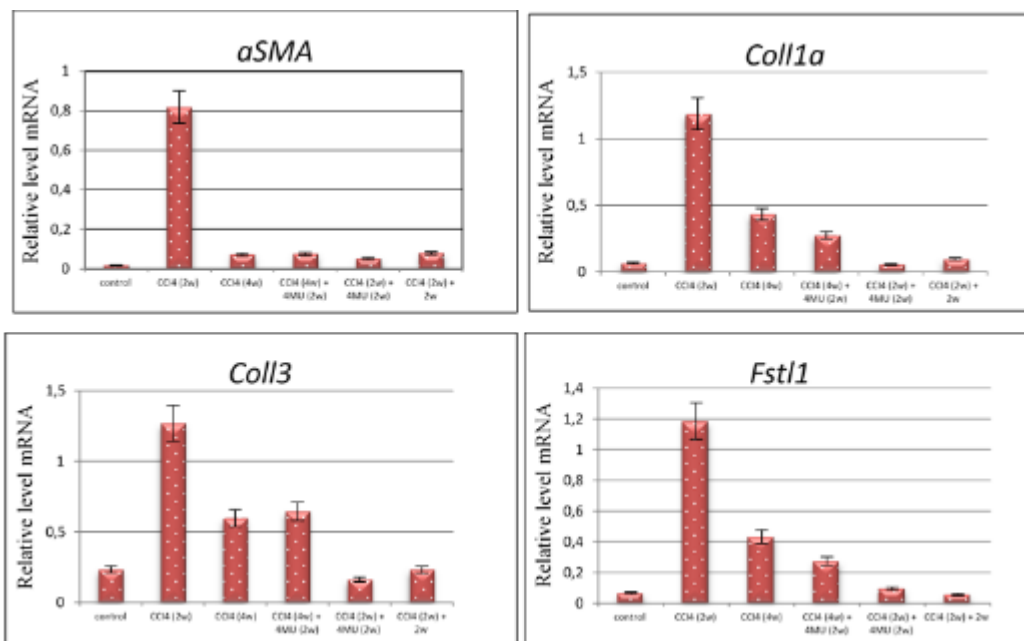 aSMA
Relative level mRNA
1
0,8
0,6
0,4
0,2
0
control
CCl4 (2w)
CCl4 (4w)
CCl4 (4w) +
4MU (2w)
CCl4 (2w) +
4MU (2w)
CCl4 (2w) +
2w
Coll1a
Relative level mRNA
1,5
1
0,5
0
control
CCl4 (2w)
CCl4 (4w)
CCl4 (4w) +
4MU (2w)
CCl4 (2w) +
4MU (2w)
CCl4 (2w) +
2w
Coll3
Relative level mRNA
1,5
1
0,5
0
control
CCl4 (2w)
CCl4 (4w)
CCl4 (4w) +
4MU (2w)
CCl4 (2w) +
4MU (2w)
CCl4 (2w) +
2w
Fstl1
Relative level mRNA
1,4
1,2
1
0,8
0,6
0,4
0,2
0
control
CCl4 (2w)
CCl4 (4w)
CCl4 (4w) +
4MU (2w)
CCl4 (2w) +
4MU (2w)
CCl4 (2w) + 2w